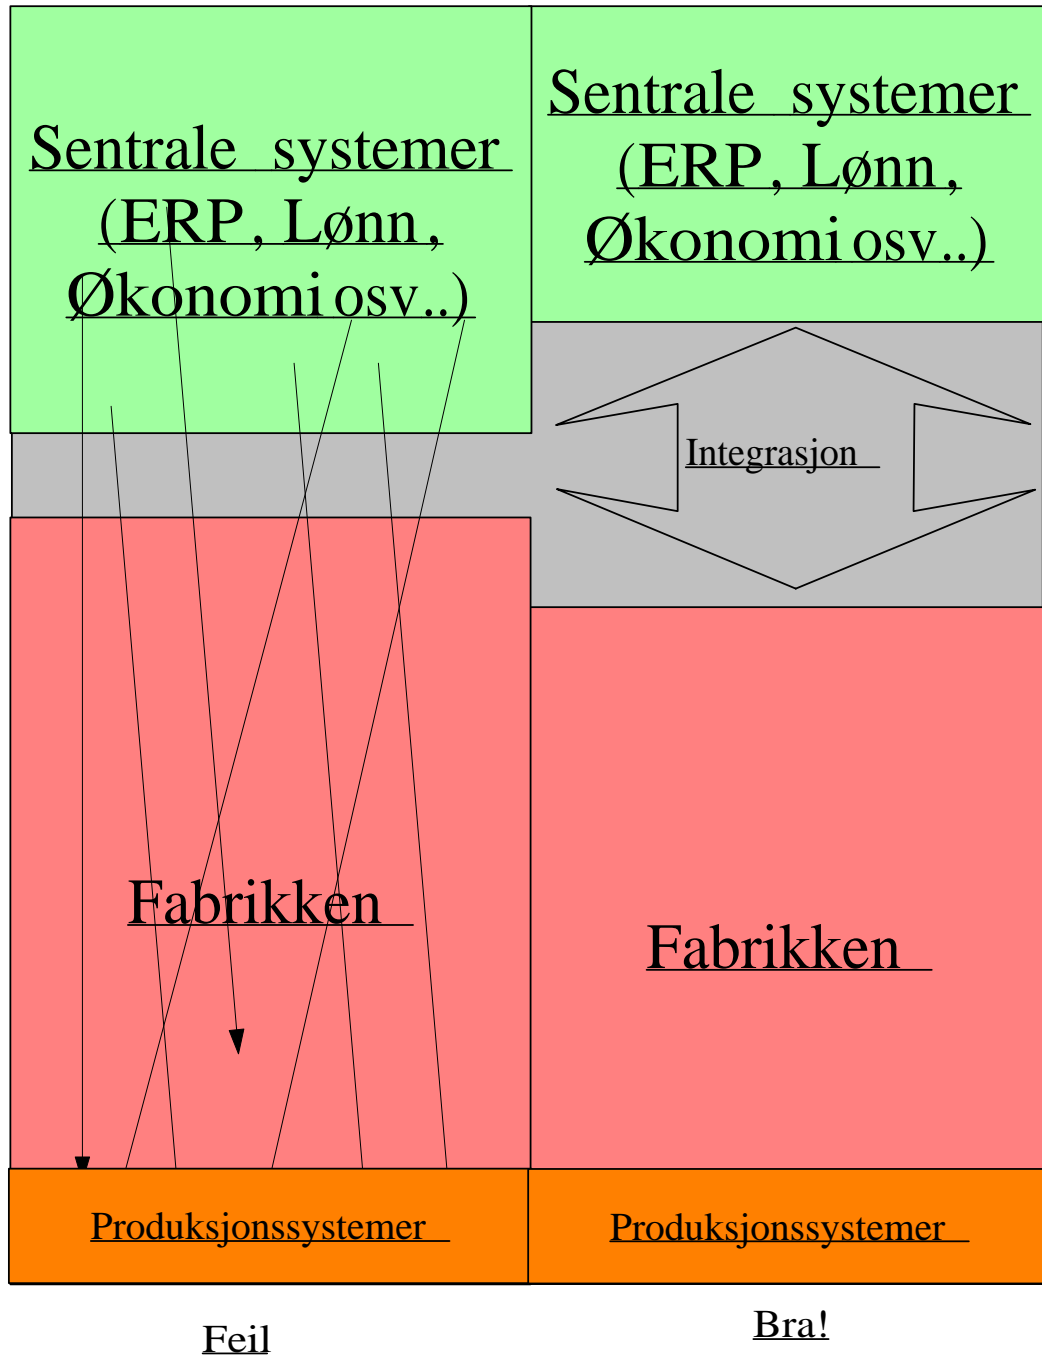 Sentrale systemer
(ERP, Lønn,
Økonomi osv..)
Fabrikken
Produksjonssystemer
Feil
Sentrale systemer
(ERP, Lønn,
Økonomi osv..)
Integrasjon
Fabrikken
Produksjonssystemer
Bra!